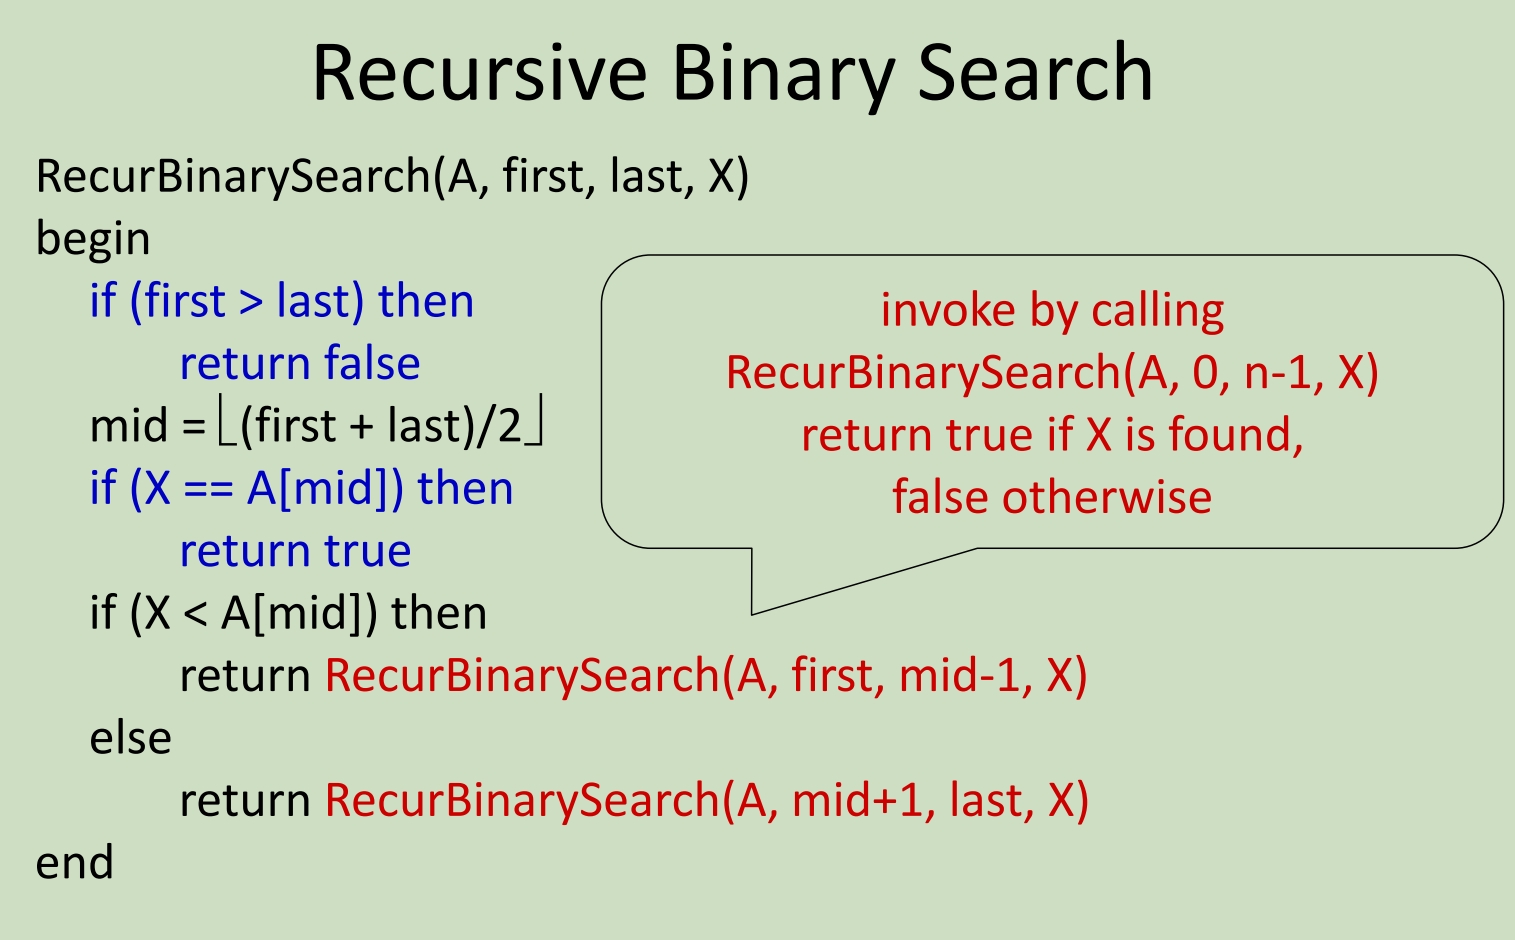 Recursive Binary Search
RecurBinarySearch(A, first, last, X)
begin
if (first > last) then
return false
mid = ⌊(first + last)/2⌋
if (X == A[mid]) then
return true
if (X < A[mid]) then
return RecurBinarySearch(A, first, mid-1, X)
else
return RecurBinarySearch(A, mid+1, last, X)
end
invoke by calling
RecurBinarySearch(A, 0, n-1, X)
return true if X is found,
false otherwise